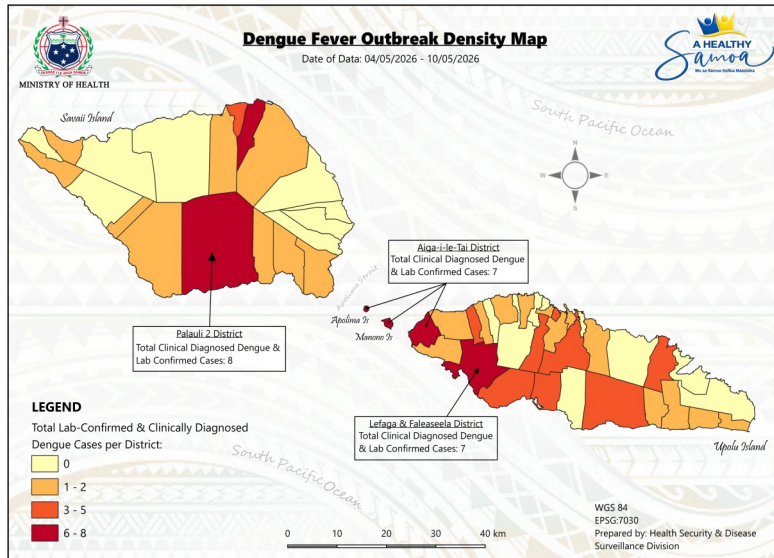 Dengue Fever Outbreak Density Map
Date of Data: 04/05/2026 - 10/05/2026
MINISTRY OF HEALTH
A HEALTHY
Samoa
Savaii Island
South Pacific Ocean
N
W
E
S
Aiga-i-le-Tai District
Total Clinical Diagnosed Dengue
& Lab Confirmed Cases: 7
Apolima Strait
Apolima Is
Manono Is
Palauli 2 District
Total Clinical Diagnosed Dengue &
Lab Confirmed Cases: 8
Lefaga & Faleaseela District
Total Clinical Diagnosed Dengue
& Lab Confirmed Cases: 7
Upolu Island
LEGEND
Total Lab-Confirmed & Clinically Diagnosed
Dengue Cases per District:
0
1 - 2
3 - 5
6 - 8
South Pacific Ocean
0 10 20 30 40 km
WGS 84
EPSG:7030
Prepared by: Health Security & Disease
Surveillance Division